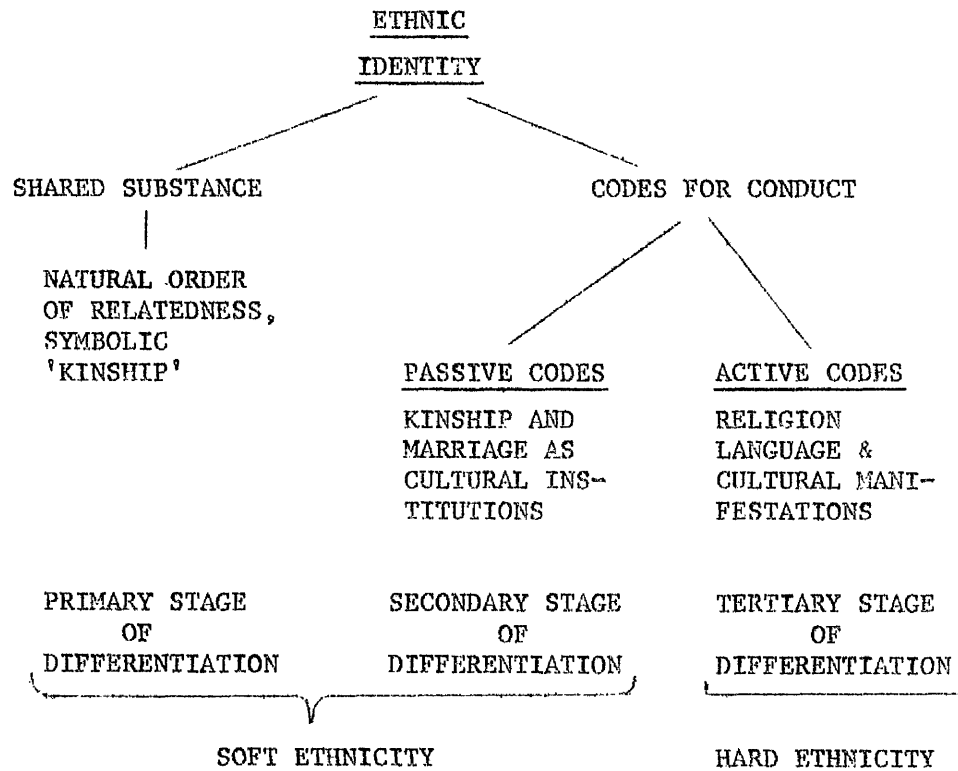 ETHNIC
IDENTITY
SHARED SUBSTANCE
CODES FOR CONDUCT
NATURAL ORDER
OF RELATEDNESS,
SYMBOLIC
'KINSHIP'
PASSIVE CODES
KINSHIP AND
MARRIAGE AS
CULTURAL INS-
TITUTIONS
ACTIVE CODES
RELIGION
LANGUAGE &
CULTURAL MANI-
FESTATIONS
PRIMARY STAGE
OF
DIFFERENTIATION
SECONDARY STAGE
OF
DIFFERENTIATION
TERTIARY STAGE
OF
DIFFERENTIATION
SOFT ETHNICITY
HARD ETHNICITY